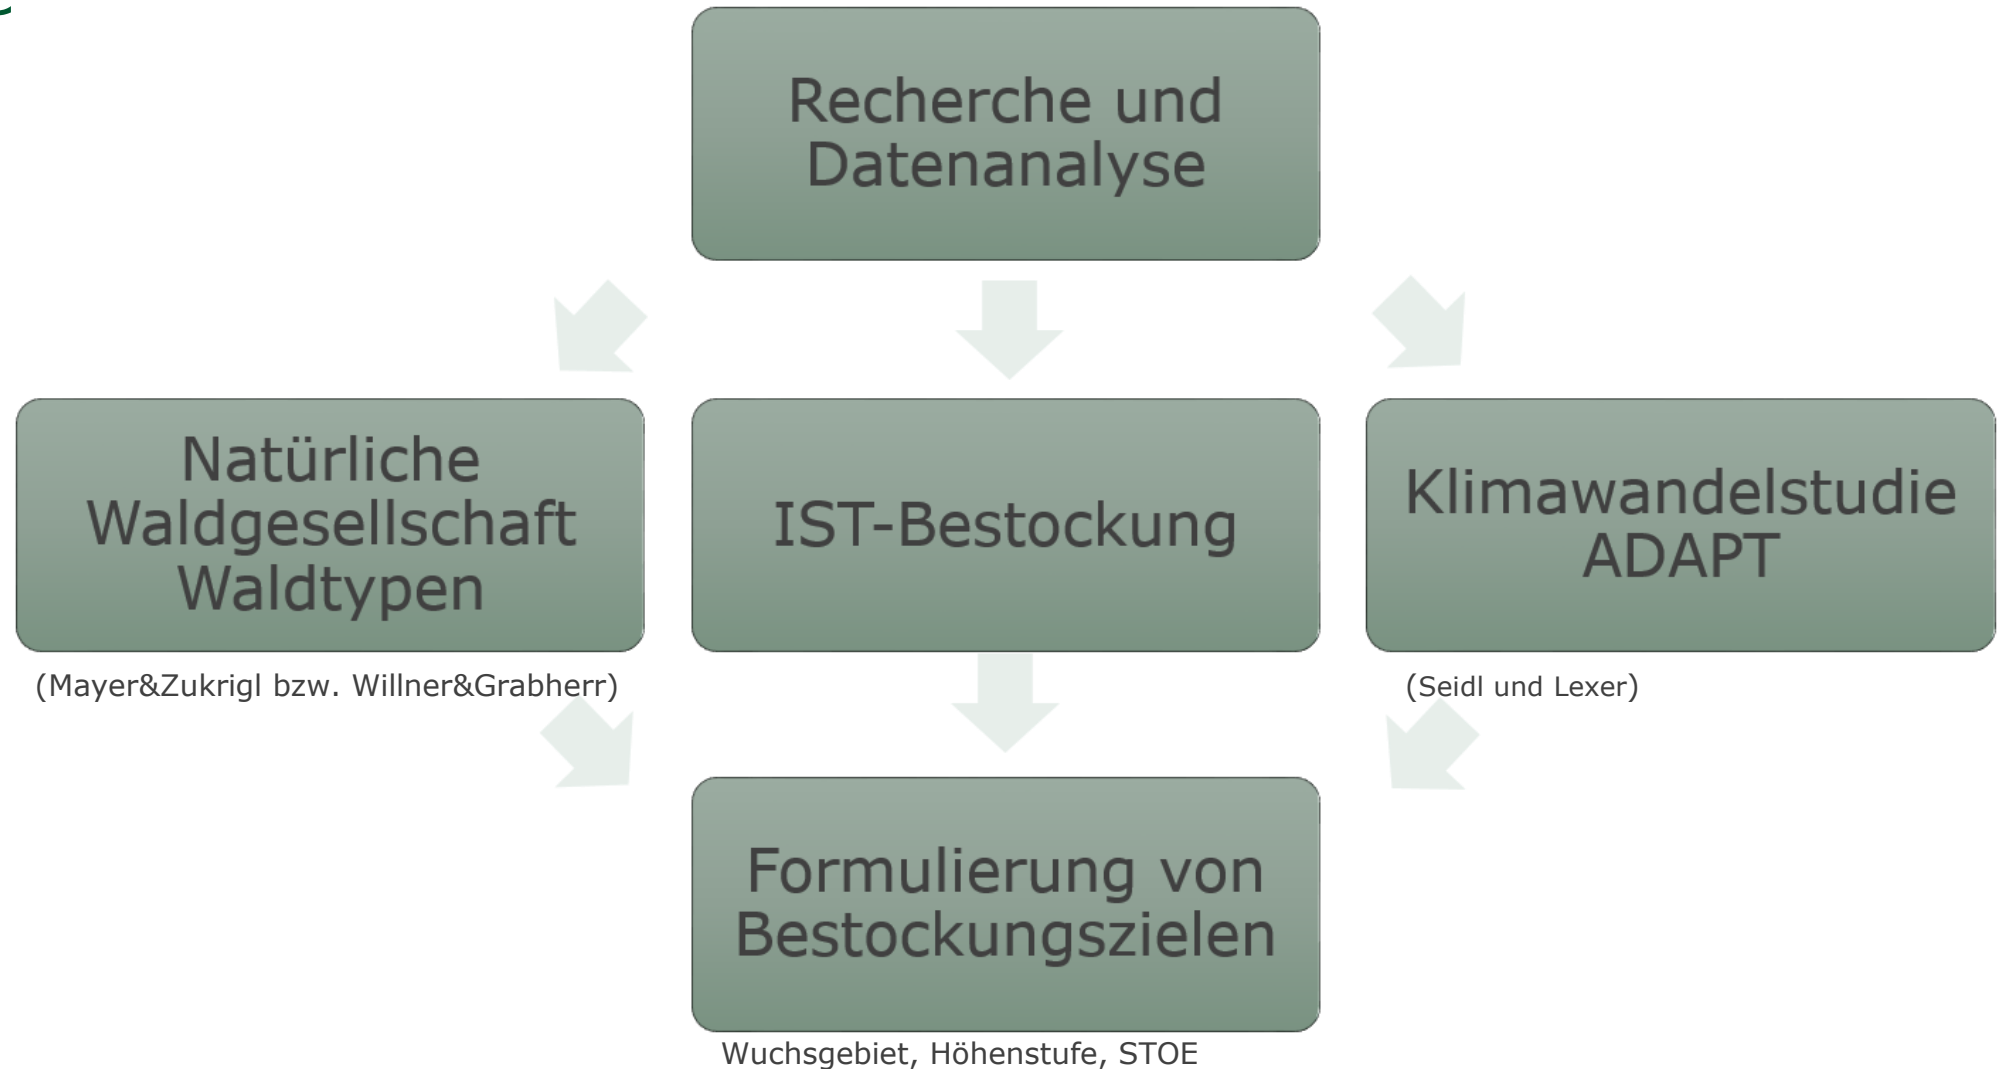 Recherche und
Datenanalyse
Natürliche
Waldgesellschaft
Waldtypen
(Mayer&Zukrigl bzw. Willner&Grabherr)
IST-Bestockung
Klimawandelstudie
ADAPT
(Seidl und Lexer)
Formulierung von
Bestockungszielen
Wuchsgebiet, Höhenstufe, STOE